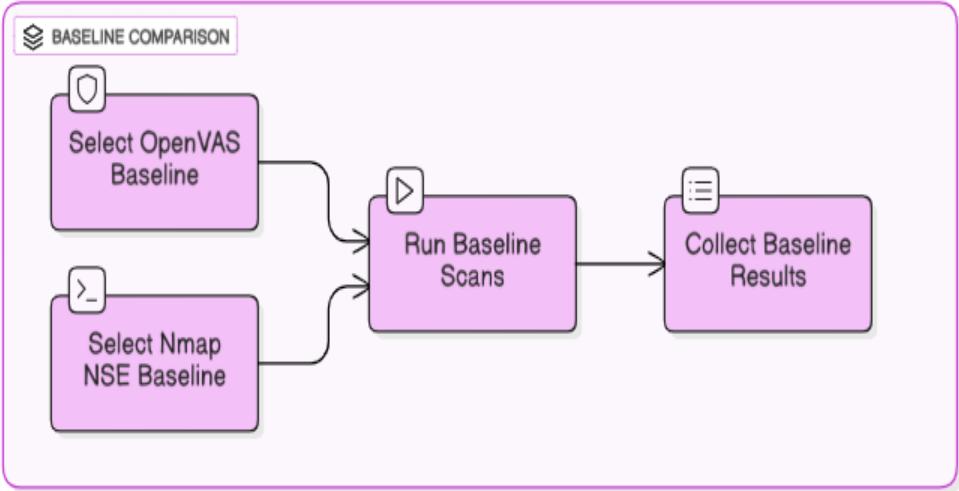 BASELINE COMPARISON
Select OpenVAS
Baseline
Run Baseline
Scans
Collect Baseline
Results
Select Nmap
NSE Baseline